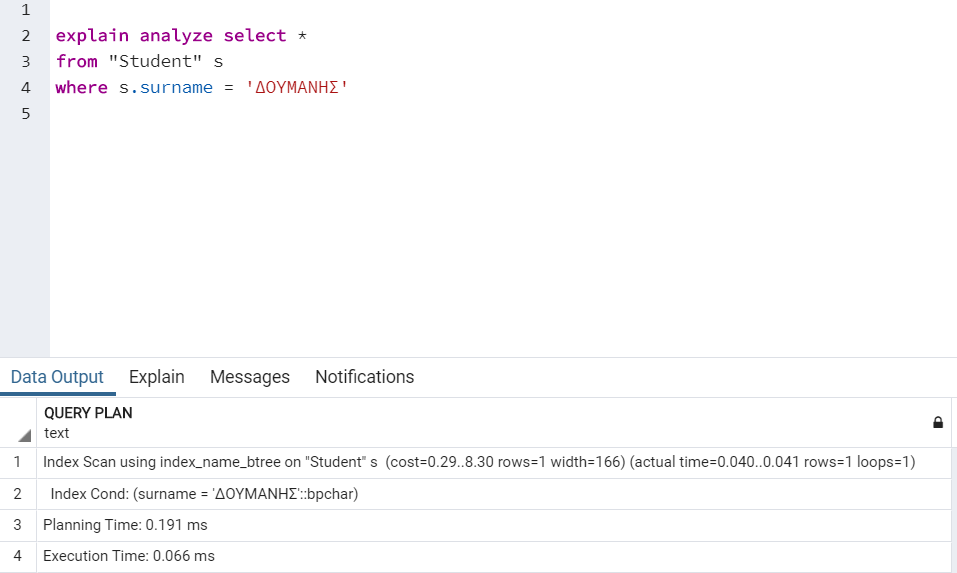 1
2 explain analyze select *
3 from "Student" s
4 where s.surname = 'ΔΟΥΜΑΝΗΣ'
5
Data Output Explain Messages Notifications
QUERY PLAN
text
1 Index Scan using index_name_btree on "Student" s  (cost=0.29..8.30 rows=1 width=166) (actual time=0.040..0.041 rows=1 loops=1)
2 Index Cond: (surname = 'ΔΟΥΜΑΝΗΣ'::bpchar)
3 Planning Time: 0.191 ms
4 Execution Time: 0.066 ms